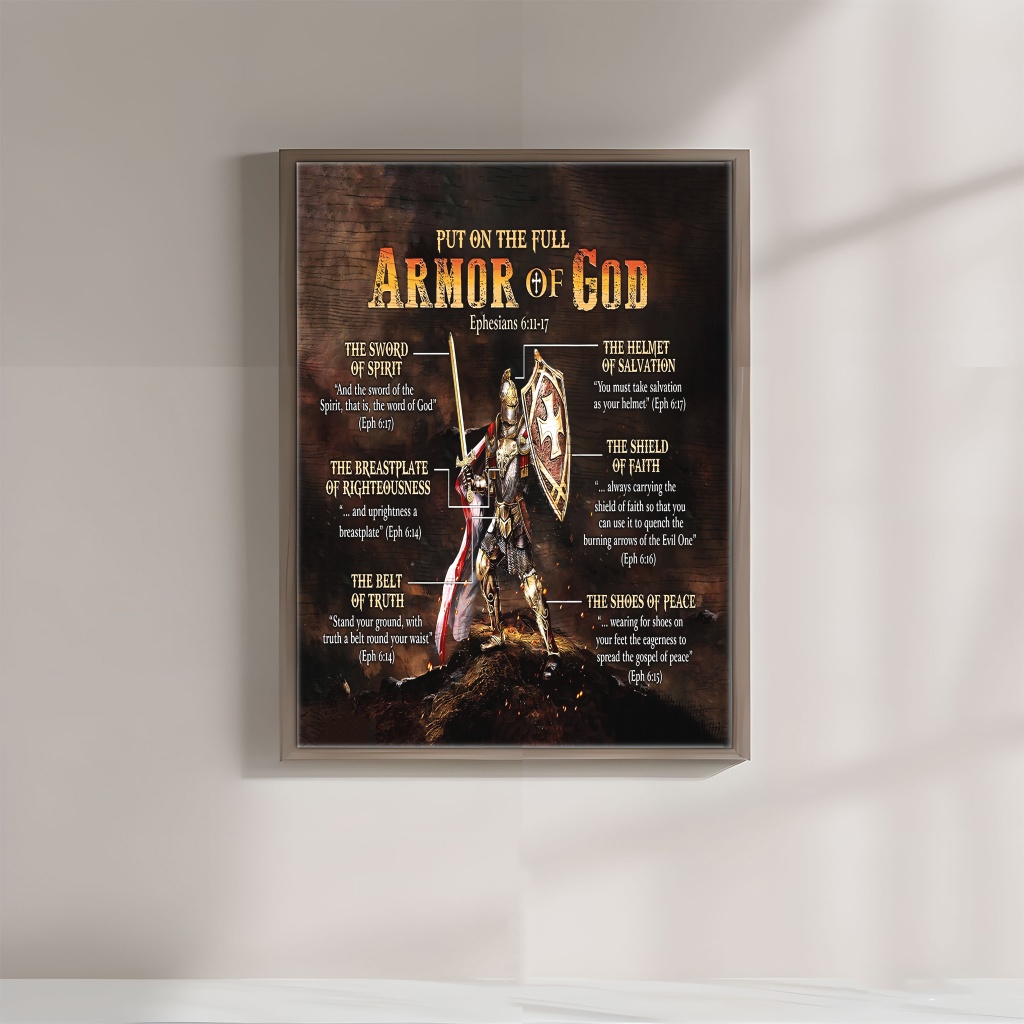 PUT ON THE FULL
ARMOR OF GOD
Ephesians 6:11-17
THE SWORD
OF SPIRIT
"And the sword of the
Spirit, that is, the word of God"
(Eph 6:17)
THE BREASTPLATE
OF RIGHTEOUSNESS
"... and uprightness a
breastplate" (Eph 6:14)
THE BELT
OF TRUTH
"Stand your ground, with
truth a belt round your waist"
(Eph 6:14)
THE HELMET
OF SALVATION
"You must take salvation
as your helmet" (Eph 6:17)
THE SHIELD
OF FAITH
"... always carrying the
shield of faith so that you
can use it to quench the
burning arrows of the Evil One"
(Eph 6:16)
THE SHOES OF PEACE
"... wearing for shoes on
your feet the eagerness to
spread the gospel of peace"
(Eph 6:15)